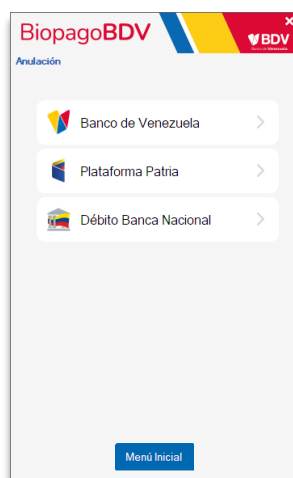 BiopagoBDV
BDV
Banco de Venezuela
Anulación
Banco de Venezuela
Plataforma Patria
Débito Banca Nacional
Menú Inicial